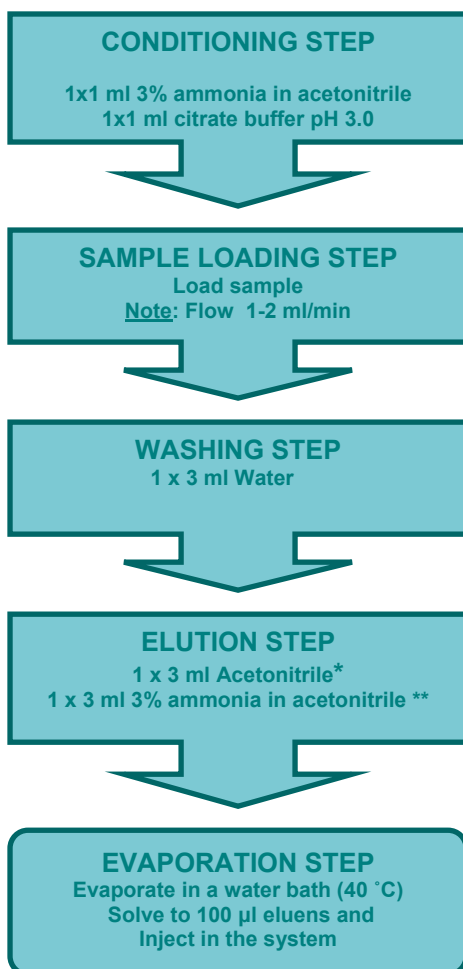 CONDITIONING STEP
1x1 ml 3% ammonia in acetonitrile
1x1 ml citrate buffer pH 3.0
SAMPLE LOADING STEP
Load sample
Note: Flow 1-2 ml/min
WASHING STEP
1 x 3 ml Water
ELUTION STEP
1 x 3 ml Acetonitrile*
1 x 3 ml 3% ammonia in acetonitrile **
EVAPORATION STEP
Evaporate in a water bath (40 ˚C)
Solve to 100 µl eluens and
Inject in the system